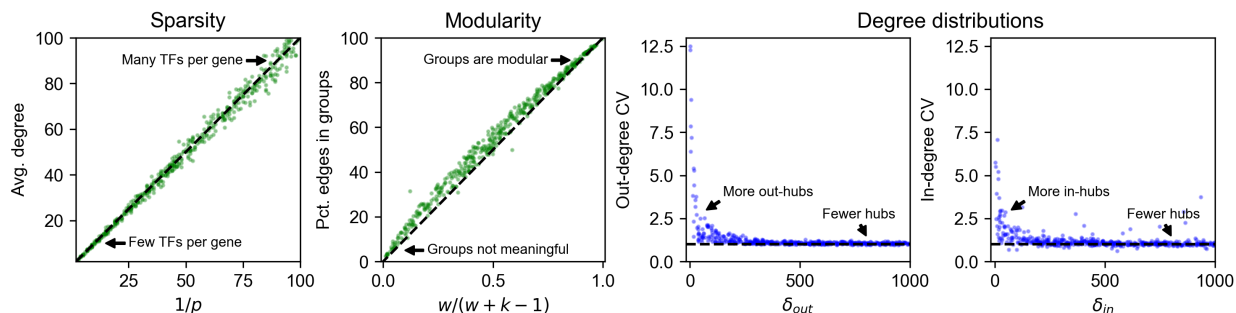 Sparsity
Modularity
Degree distributions
Avg. degree
100
80
60
40
20
Many TFs per gene
Few TFs per gene
25
50
75
100
1/p
Pct. edges in groups
100
80
60
40
20
0
Groups are modular
Groups not meaningful
0.0
0.5
1.0
w/(w + k − 1)
Out-degree CV
12.5
10.0
7.5
5.0
2.5
0.0
More out-hubs
Fewer hubs
0
500
1000
δout
In-degree CV
12.5
10.0
7.5
5.0
2.5
0.0
More in-hubs
Fewer hubs
0
500
1000
δin